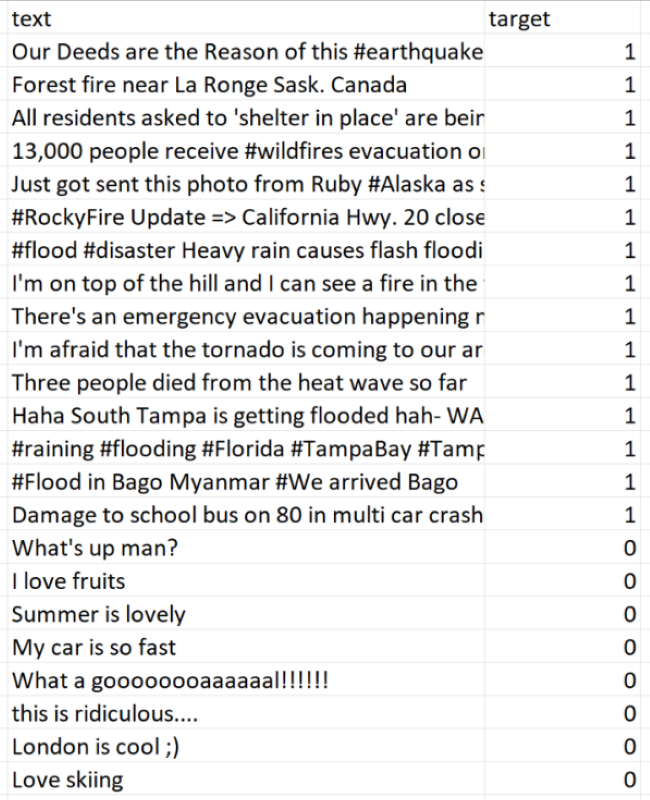 text target
Our Deeds are the Reason of this #earthquake 1
Forest fire near La Ronge Sask. Canada 1
All residents asked to 'shelter in place' are 1
13,000 people receive #wildfires evacuation 1
Just got sent this photo from Ruby #Alaska as 1
#RockyFire Update => California Hwy. 20 close 1
#flood #disaster Heavy rain causes flash floodi 1
I'm on top of the hill and I can see a fire in the 1
There's an emergency evacuation happening 1
I'm afraid that the tornado is coming to our ar 1
Three people died from the heat wave so far 1
Haha South Tampa is getting flooded hah- WA 1
#raining #flooding #Florida #TampaBay #Tamp 1
#Flood in Bago Myanmar #We arrived Bago 1
Damage to school bus on 80 in multi car crash 1
What's up man? 0
I love fruits 0
Summer is lovely 0
My car is so fast 0
What a goooooooaaaaaal!!!!!! 0
this is ridiculous.... 0
London is cool ;) 0
Love skiing 0